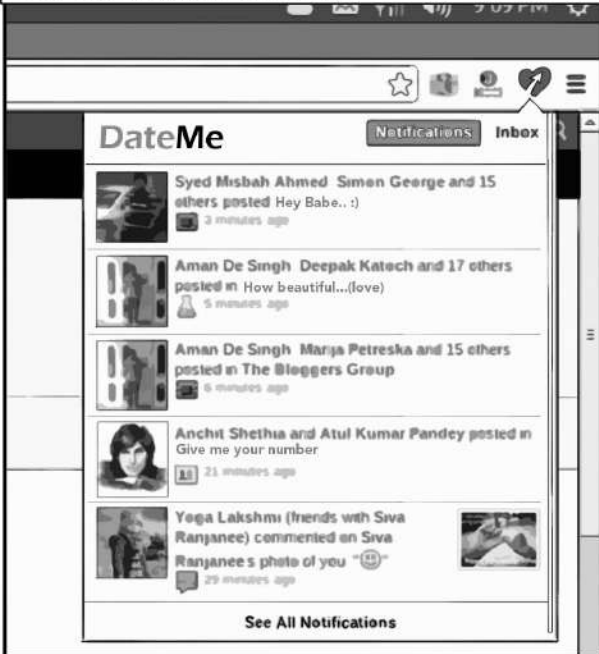 9 09 PM
DateMe
Notifications Inbox
Syed Misbah Ahmed Simon George and 15
others posted Hey Babe.. :)
3 minutes ago
Aman De Singh Deepak Katoch and 17 others
posted in How beautiful...(love)
5 minutes ago
Aman De Singh Marija Petreska and 15 others
posted in The Bloggers Group
6 minutes ago
Anchit Shethia and Atul Kumar Pandey posted in
Give me your number
21 minutes ago
Yoga Lakshmi (friends with Siva
Ranjanee) commented on Siva
Ranjanee s photo of you "☺"
29 minutes ago
See All Notifications